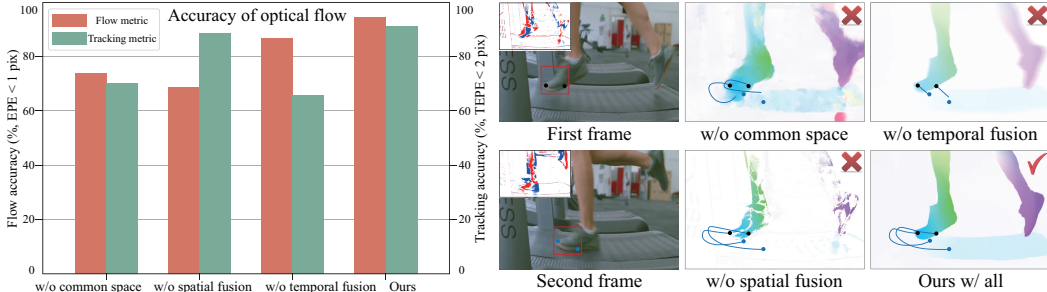 Accuracy of optical flow
Flow metric
Tracking metric
Flow accuracy (%, EPE < 1 pix)
100
80
60
40
20
0
100
80
60
40
20
0
Tracking accuracy (%, TEPE < 2 pix)
w/o common space
w/o spatial fusion
w/o temporal fusion
Ours
ESS
First frame
w/o common space
w/o temporal fusion
ESS
Second frame
w/o spatial fusion
Ours w/ all